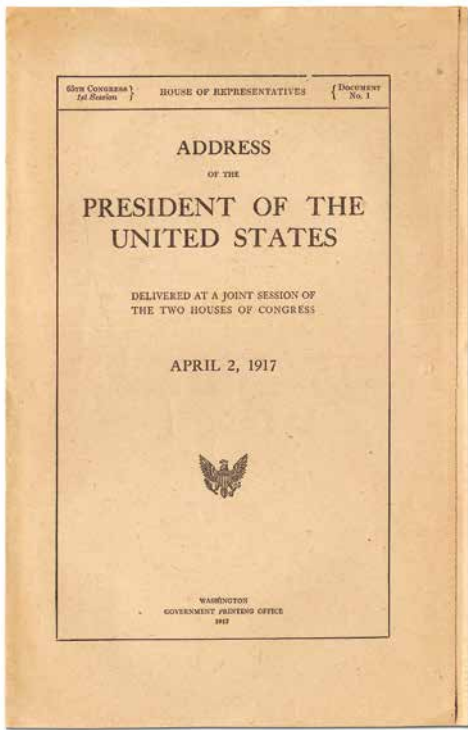 65TH CONGRESS } HOUSE OF REPRESENTATIVES { DOCUMENT
1st Session No. 1
ADDRESS
OF THE
PRESIDENT OF THE
UNITED STATES
DELIVERED AT A JOINT SESSION OF
THE TWO HOUSES OF CONGRESS
APRIL 2, 1917
WASHINGTON
GOVERNMENT PRINTING OFFICE
1917